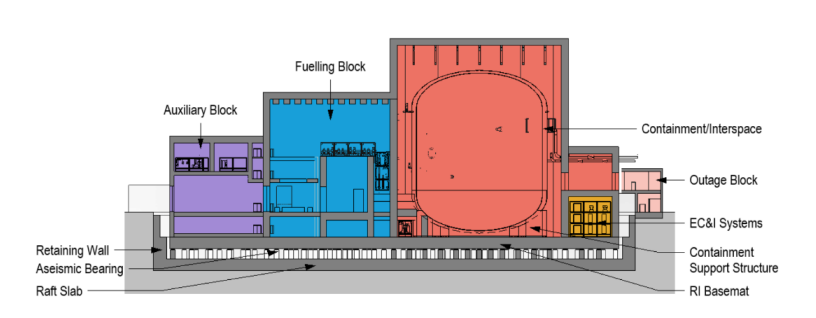 Fuelling Block
Auxiliary Block
Containment/Interspace
Outage Block
EC&I Systems
Retaining Wall
Containment
Support Structure
Aseismic Bearing
Raft Slab
RI Basemat